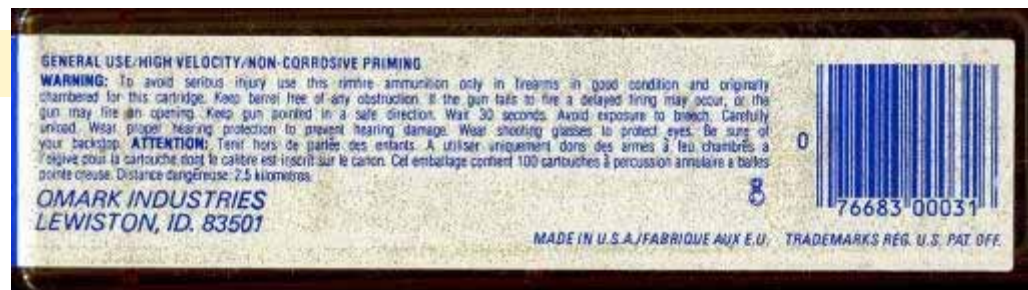 GENERAL USE/HIGH VELOCITY/NON-CORROSIVE PRIMING
WARNING: To avoid serious injury use this rimfire ammunition only in firearms in good condition and originally
chambered for this cartridge. Keep barrel free of any obstruction. If the gun fails to fire a delayed firing may occur, or the
gun may fire on opening. Keep gun pointed in a safe direction. Wait 30 seconds. Avoid exposure to breech. Carefully
unload. Wear proper hearing protection to prevent hearing damage. Wear shooting glasses to protect eyes. Be sure of
your backstop. ATTENTION: Tenir hors de portée des enfants. A utiliser uniquement dans des armes à feu chambrés à
l'ogive pour la cartouche dont le calibre est inscrit sur le canon. Cet emballage contient 100 cartouches à percussion annulaire a balles
pointe creuse. Distance dangereuse: 2.5 kilometres.
OMARK INDUSTRIES
LEWISTON, ID. 83501
MADE IN U.S.A./FABRIQUE AUX E.U. TRADEMARKS REG. U.S. PAT. OFF.
0 76683 00031